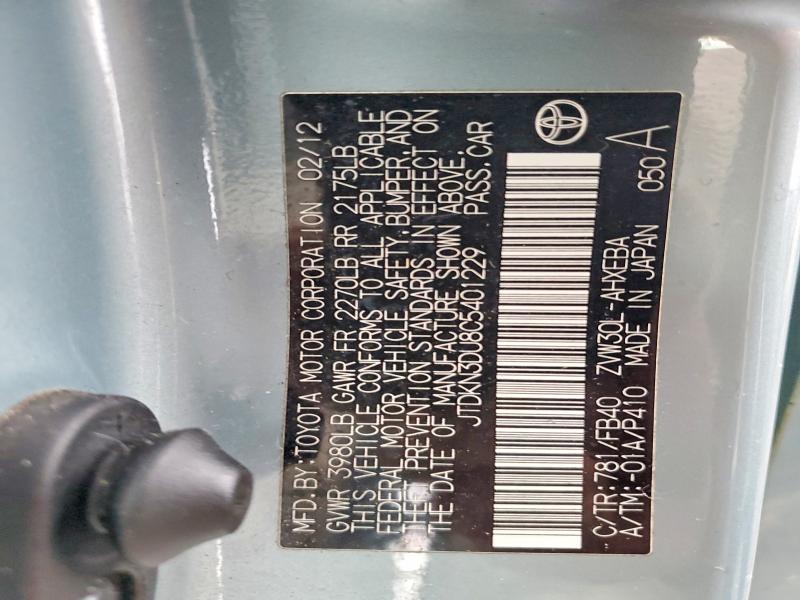 MFD. BY: TOYOTA MOTOR CORPORATION 02/12
GVWR 3980LB GAWR FR 2270LB RR 2175LB
THIS VEHICLE CONFORMS TO ALL APPLICABLE
FEDERAL MOTOR VEHICLE SAFETY, BUMPER, AND
THEFT PREVENTION STANDARDS IN EFFECT ON
THE DATE OF MANUFACTURE SHOWN ABOVE.
JTDKN3DU8C5401229 PASS. CAR
C/TR: 781/FB40 ZVW30L-AHXEBA
A/TM: -01A/P410 MADE IN JAPAN 050 A